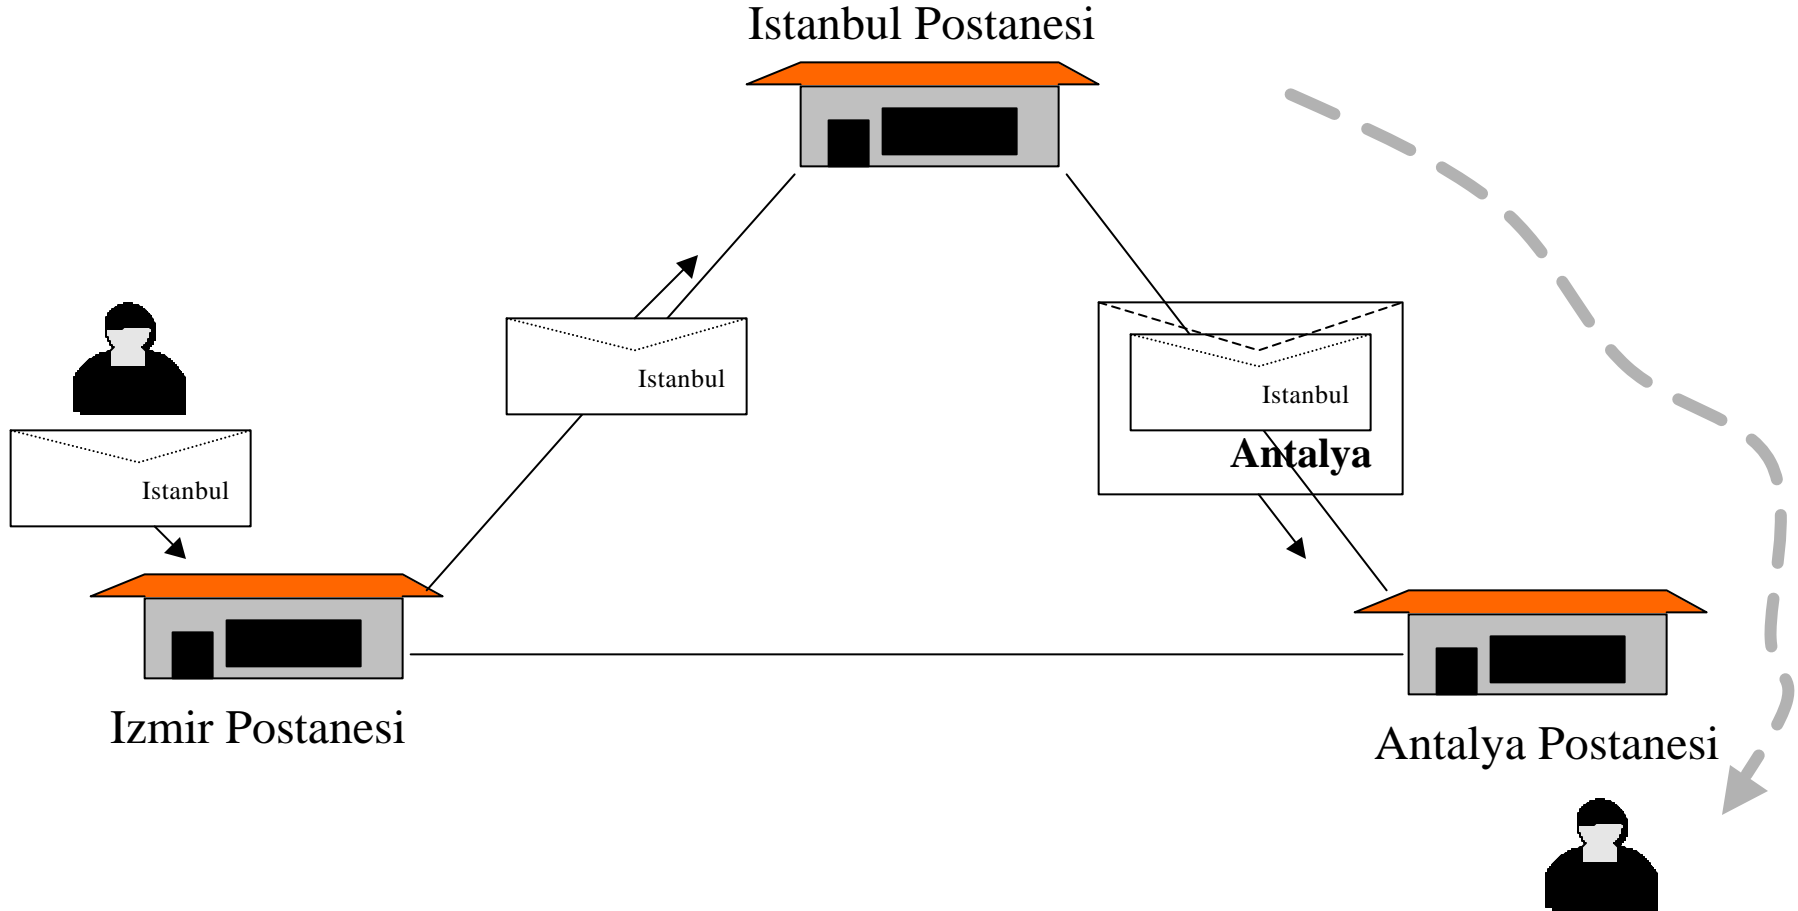 Istanbul Postanesi
Istanbul
Istanbul
Antalya
Istanbul
Izmir Postanesi
Antalya Postanesi